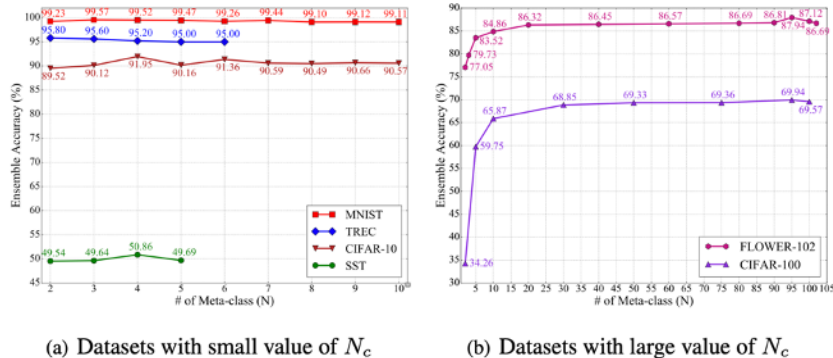 99.23 99.57 99.52 99.47 99.26 99.44 99.10 99.12 99.11
95.80 95.60 95.20 95.00 95.00
89.52 90.12 91.95 90.16 91.36 90.59 90.49 90.66 90.57
49.54 49.64 50.86 49.69
100
95
90
85
80
75
70
65
60
55
50
45
Ensemble Accuracy (%)
MNIST
TREC
CIFAR-10
SST
2 3 4 5 6 7 8 9 10
# of Meta-class (N)
(a) Datasets with small value of N_c
77.05 79.73 83.52 84.86 86.32 86.45 86.57 86.69 86.81 87.94 87.12 86.69
34.26 59.75 65.87 68.85 69.33 69.36 69.94 69.57
90
85
80
75
70
65
60
55
50
45
40
35
30
Ensemble Accuracy (%)
FLOWER-102
CIFAR-100
5 10 20 30 40 50 60 70 80 90 95 100 105
# of Meta-class (N)
(b) Datasets with large value of N_c